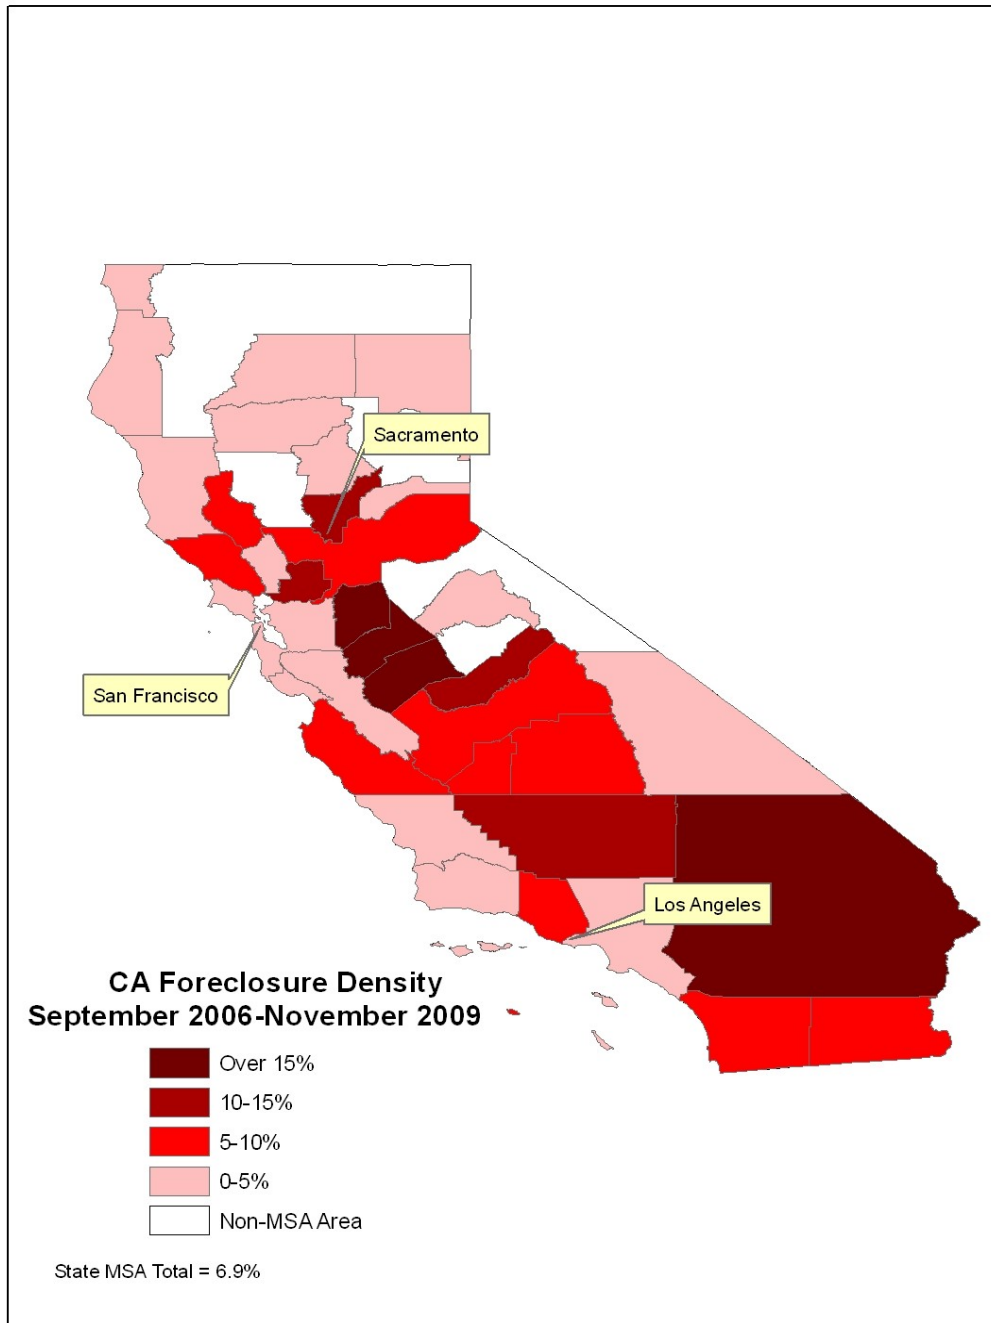 Sacramento
San Francisco
Los Angeles
CA Foreclosure Density
September 2006-November 2009
Over 15%
10-15%
5-10%
0-5%
Non-MSA Area
State MSA Total = 6.9%